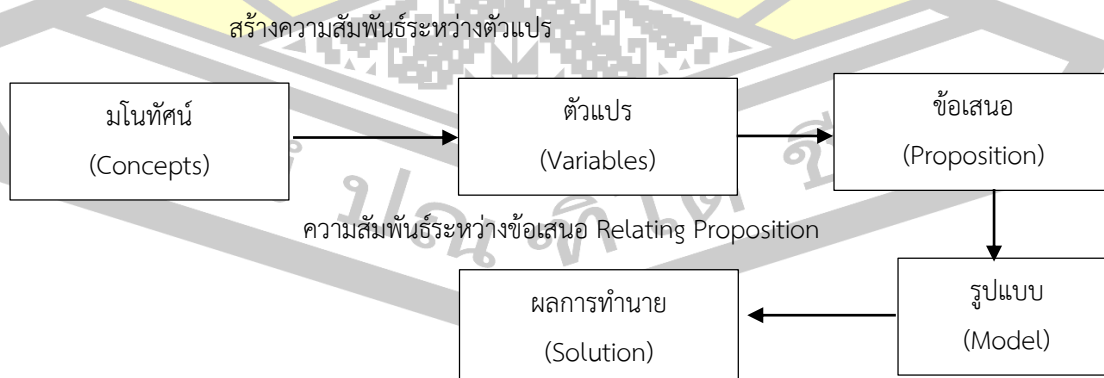 สร้างความสัมพันธ์ระหว่างตัวแปร
มโนทัศน์
(Concepts)
ตัวแปร
(Variables)
ข้อเสนอ
(Proposition)
ความสัมพันธ์ระหว่างข้อเสนอ Relating Proposition
ผลการทำนาย
(Solution)
รูปแบบ
(Model)